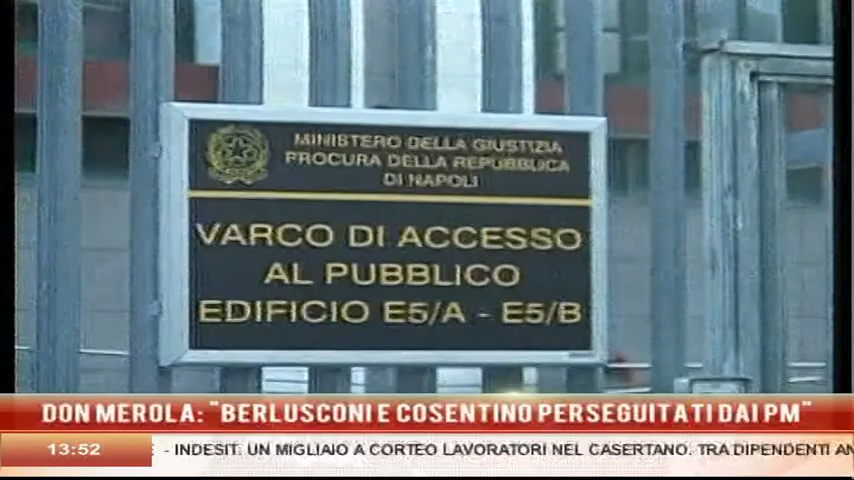 MINISTERO DELLA GIUSTIZIA
PROCURA DELLA REPUBBLICA
DI NAPOLI
VARCO DI ACCESSO
AL PUBBLICO
EDIFICIO E5/A - E5/B
DON MEROLA: "BERLUSCONI E COSENTINO PERSEGUITATI DAI PM"
13:52
- INDESIT. UN MIGLIAIO A CORTEO LAVORATORI NEL CASERTANO. TRA DIPENDENTI AN